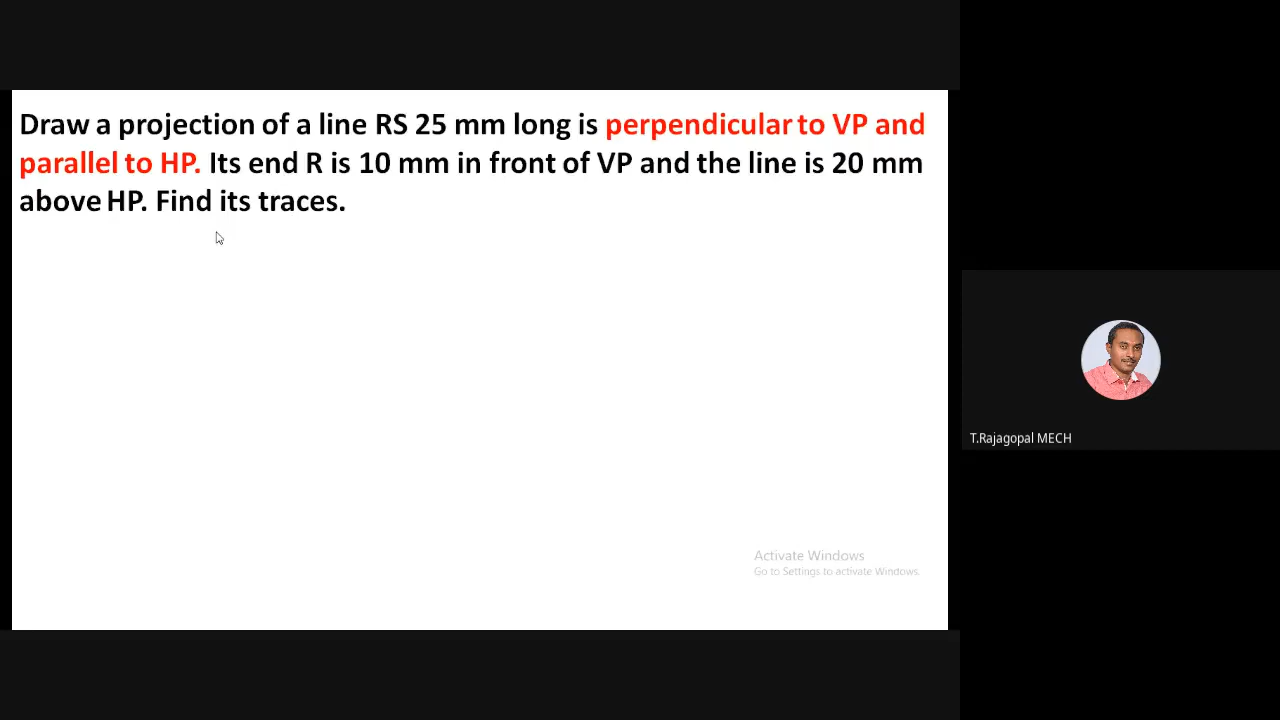 Draw a projection of a line RS 25 mm long is perpendicular to VP and
parallel to HP. Its end R is 10 mm in front of VP and the line is 20 mm
above HP. Find its traces.
T.Rajagopal MECH
Activate Windows
Go to Settings to activate Windows.